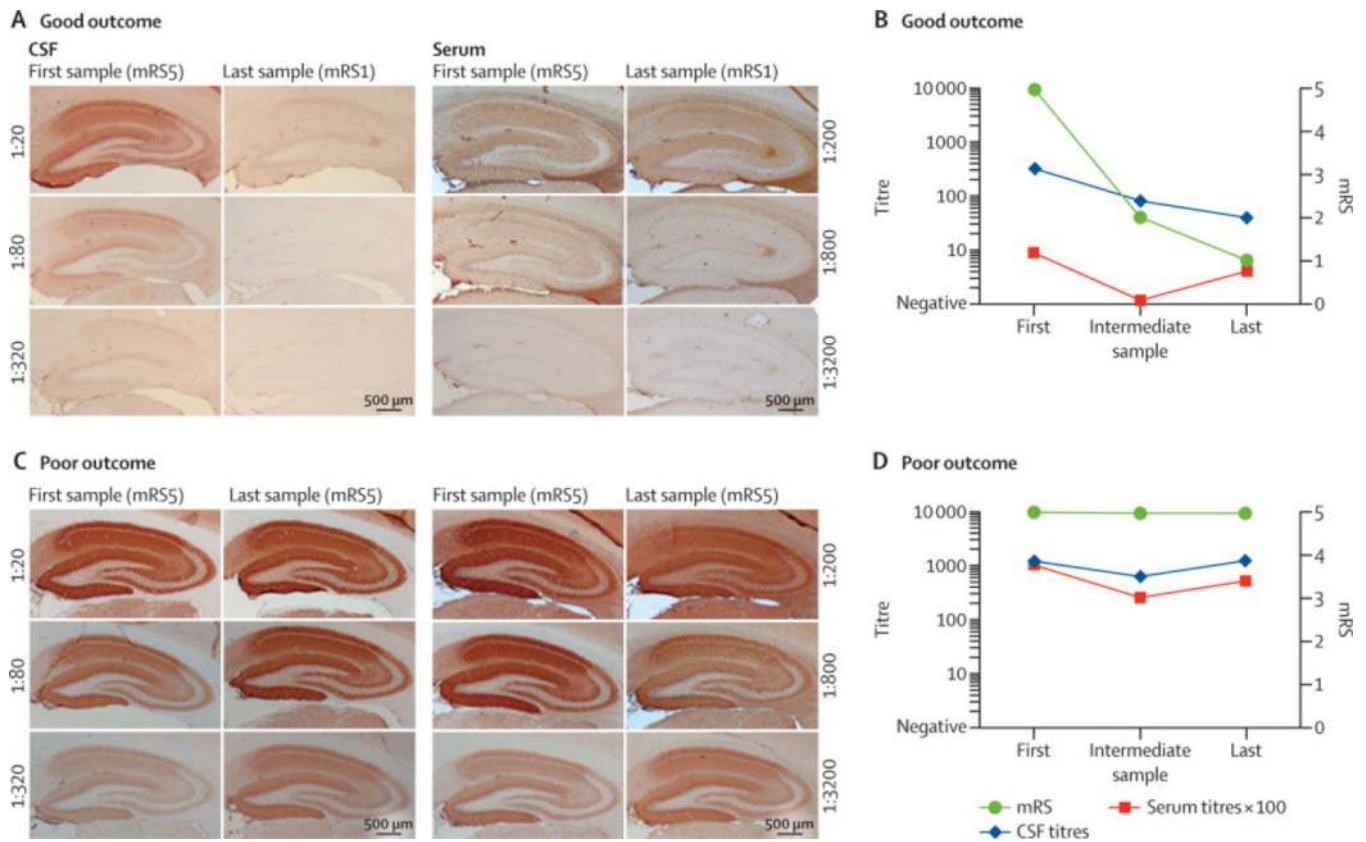 A Good outcome
CSF
First sample (mRS5) Last sample (mRS1)
Serum
First sample (mRS5) Last sample (mRS1)
1:20
1:80
1:320
500 µm
1:200
1:800
1:3200
500 µm
B Good outcome
10 000
1000
100
10
Negative
Titre
5
4
3
2
1
0
mRS
First Intermediate Last
sample
C Poor outcome
First sample (mRS5) Last sample (mRS5) First sample (mRS5) Last sample (mRS5)
1:20
1:80
1:320
500 µm
1:200
1:800
1:3200
500 µm
D Poor outcome
10 000
1000
100
10
Negative
Titre
5
4
3
2
1
0
mRS
First Intermediate Last
sample
mRS Serum titres × 100
CSF titres